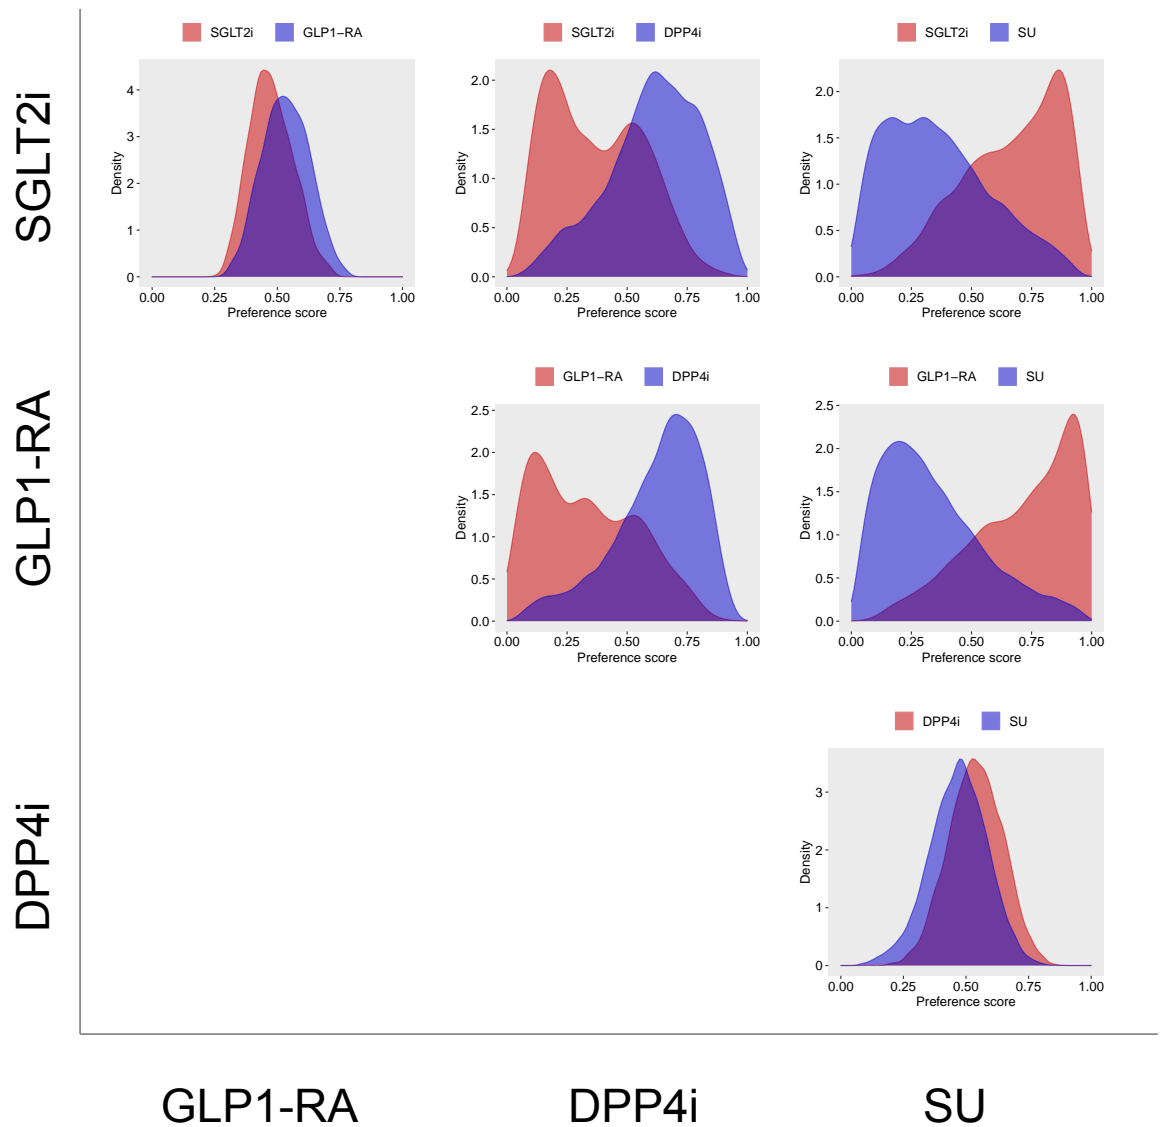 SGLT2i GLP1−RA
SGLT2i DPP4i
SGLT2i SU
SGLT2i
Density
4
3
2
1
0
0.00 0.25 0.50 0.75 1.00
Preference score
Density
2.0
1.5
1.0
0.5
0.0
0.00 0.25 0.50 0.75 1.00
Preference score
Density
2.0
1.5
1.0
0.5
0.0
0.00 0.25 0.50 0.75 1.00
Preference score
GLP1-RA
GLP1−RA DPP4i
Density
2.5
2.0
1.5
1.0
0.5
0.0
0.00 0.25 0.50 0.75 1.00
Preference score
GLP1−RA SU
Density
2.5
2.0
1.5
1.0
0.5
0.0
0.00 0.25 0.50 0.75 1.00
Preference score
DPP4i
DPP4i SU
Density
3
2
1
0
0.00 0.25 0.50 0.75 1.00
Preference score
GLP1-RA DPP4i SU